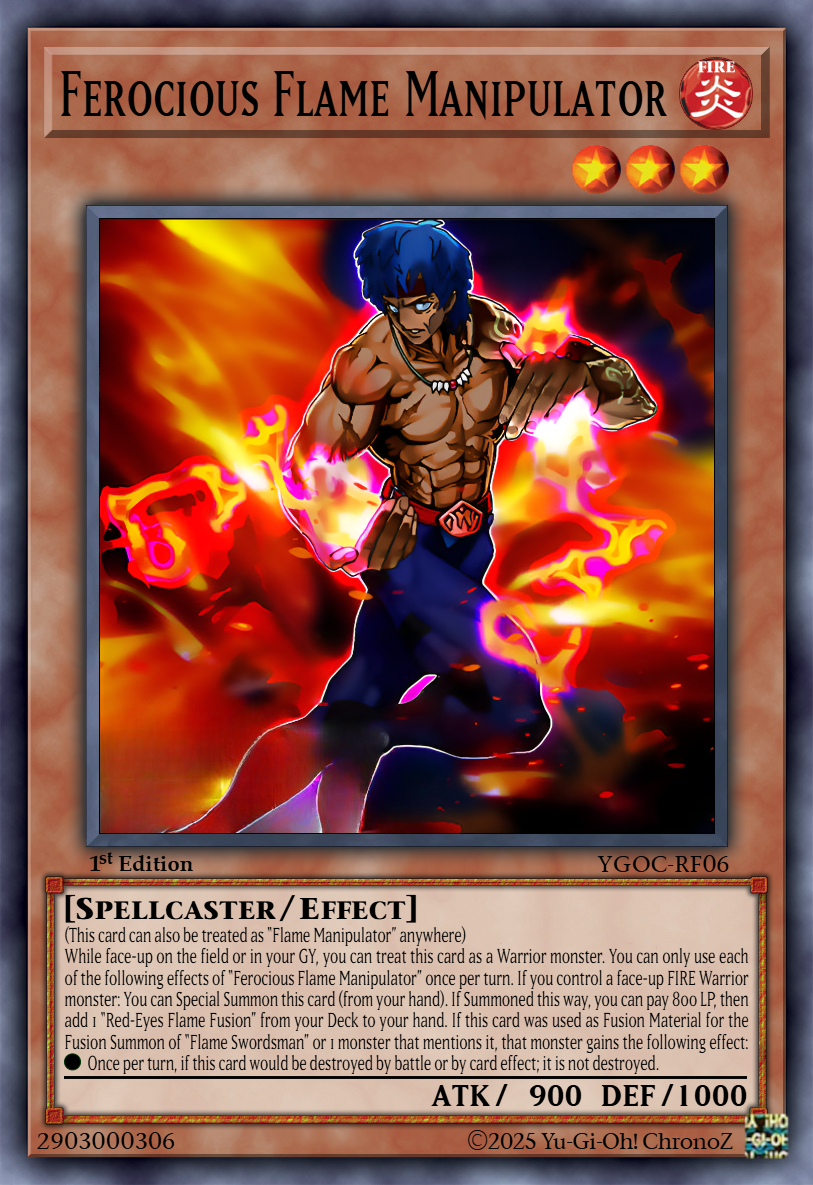 Ferocious Flame Manipulator
FIRE
炎
1st Edition
YGOC-RF06
[Spellcaster/Effect]
(This card can also be treated as "Flame Manipulator" anywhere)
While face-up on the field or in your GY, you can treat this card as a Warrior monster. You can only use each
of the following effects of "Ferocious Flame Manipulator" once per turn. If you control a face-up FIRE Warrior
monster: You can Special Summon this card (from your hand). If Summoned this way, you can pay 800 LP, then
add 1 "Red-Eyes Flame Fusion" from your Deck to your hand. If this card was used as Fusion Material for the
Fusion Summon of "Flame Swordsman" or 1 monster that mentions it, that monster gains the following effect:
● Once per turn, if this card would be destroyed by battle or by card effect; it is not destroyed.
ATK/ 900 DEF/1000
2903000306
©2025 Yu-Gi-Oh! ChronoZ